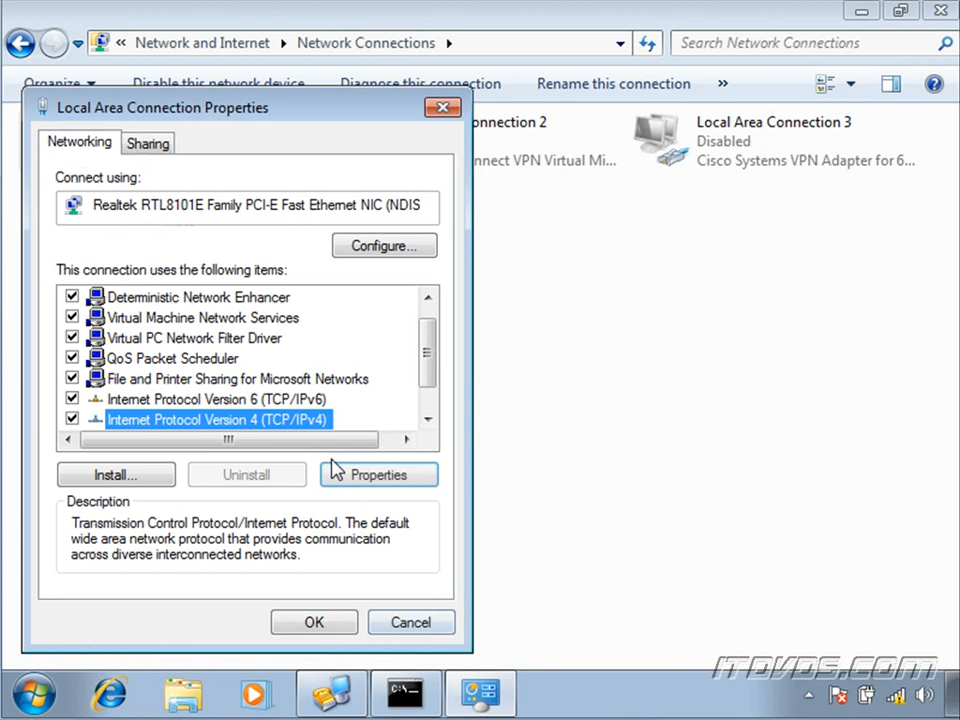 « Network and Internet ▸ Network Connections ▸
Search Network Connections
Organize
Disable this network device
Diagnose this connection
Rename this connection
»
Local Area Connection Properties
Networking
Sharing
Connect using:
Realtek RTL8101E Family PCI-E Fast Ethernet NIC (NDIS
Configure...
This connection uses the following items:
Deterministic Network Enhancer
Virtual Machine Network Services
Virtual PC Network Filter Driver
QoS Packet Scheduler
File and Printer Sharing for Microsoft Networks
Internet Protocol Version 6 (TCP/IPv6)
Internet Protocol Version 4 (TCP/IPv4)
Install...
Uninstall
Properties
Description
Transmission Control Protocol/Internet Protocol. The default
wide area network protocol that provides communication
across diverse interconnected networks.
OK
Cancel
onnection 2
nnect VPN Virtual Mi...
Local Area Connection 3
Disabled
Cisco Systems VPN Adapter for 6...
ITDVDS.COM
C:\_